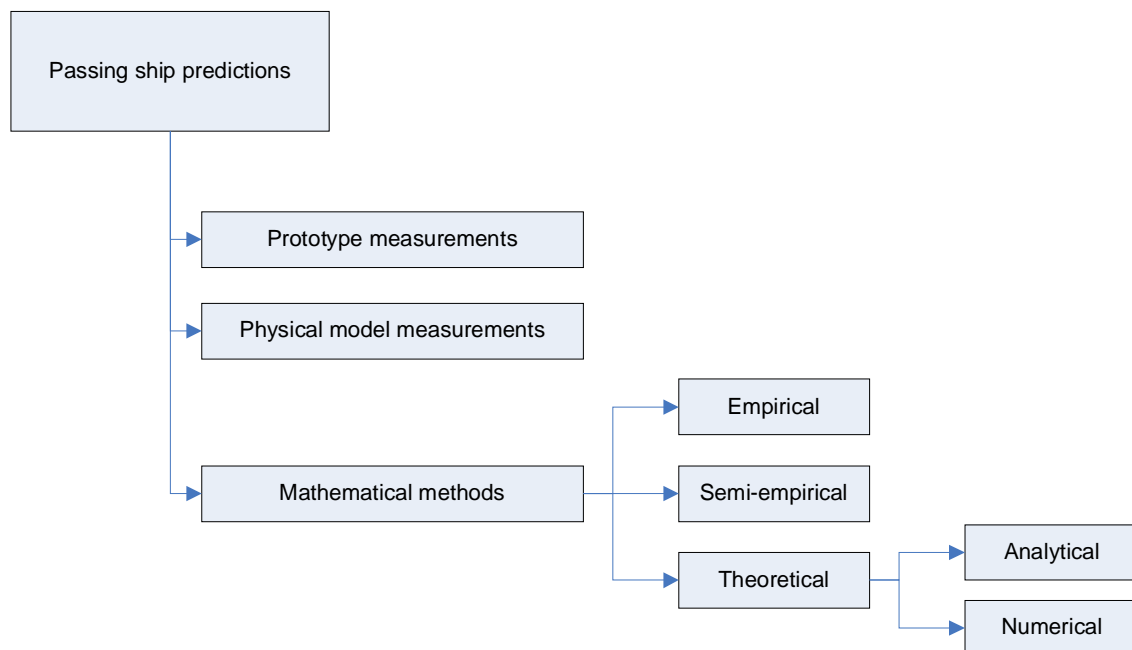 Passing ship predictions
Prototype measurements
Physical model measurements
Mathematical methods
Empirical
Semi-empirical
Theoretical
Analytical
Numerical